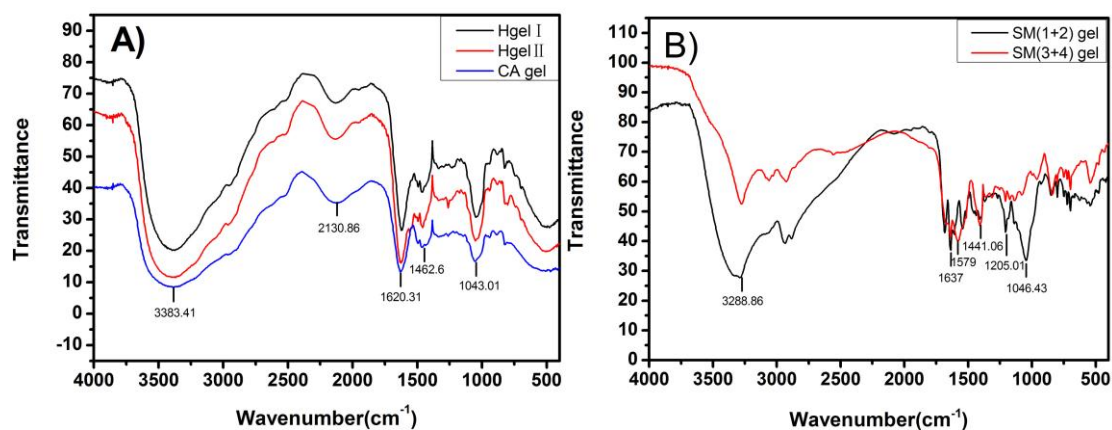 A)
Hgel Ⅰ
Hgel Ⅱ
CA gel
Transmittance
90
80
70
60
50
40
30
20
10
0
-10
3383.41
2130.86
1620.31
1462.6
1043.01
4000 3500 3000 2500 2000 1500 1000 500
Wavenumber(cm-1)
B)
SM(1+2) gel
SM(3+4) gel
Transmittance
110
100
90
80
70
60
50
40
30
20
10
0
3288.86
1637
1579
1441.06
1205.01
1046.43
4000 3500 3000 2500 2000 1500 1000 500
Wavenumber(cm-1)